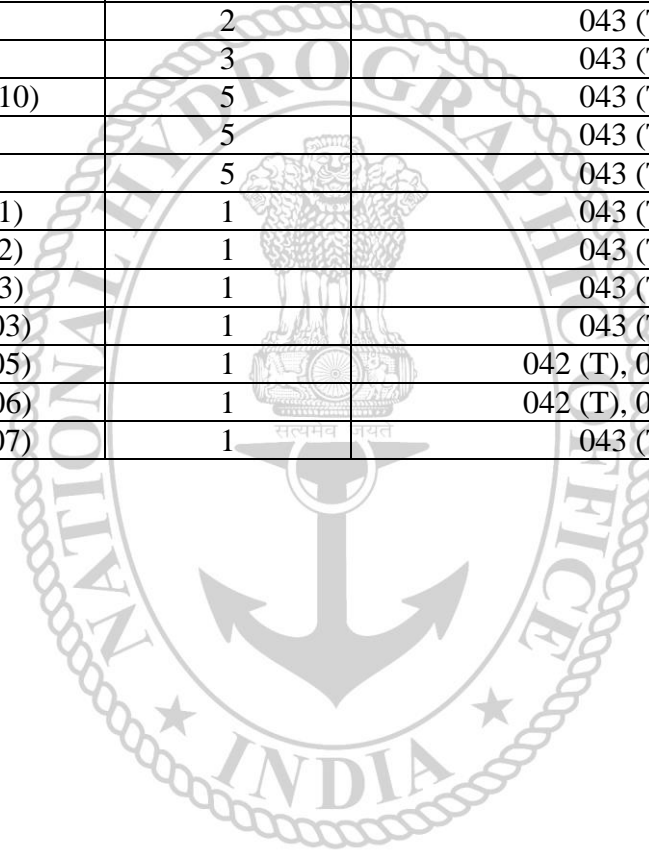 2 043 (T
3 043 (T
10) 5 043 (T
5 043 (T
5 043 (T
1) 1 043 (T
2) 1 043 (T
3) 1 043 (T
03) 1 043 (T
05) 1 042 (T), 0
06) 1 042 (T), 0
07) 1 043 (T
NATIONAL HYDROGRAPHIC OFFICE
सत्यमेव जयते
INDIA